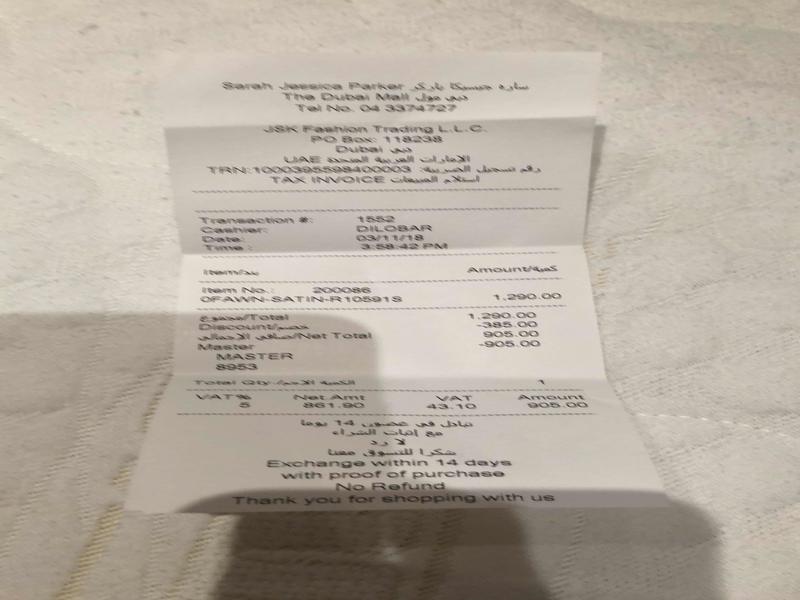 Sarah Jessica Parker ساره جيسيكا باركر
The Dubai Mall دبي مول
Tel No. 04 3374727
JSK Fashion Trading L.L.C.
PO Box: 118238
Dubai دبي
UAE الامارات العربية المتحدة
TRN:1000395598400003 رقم تسجيل الضريبة:
TAX INVOICE استلام المبيعات
Transaction #: 1552
Cashier: DILOBAR
Date: 03/11/18
Time : 3:58:42 PM
Item/بند Amount/كمية
Item No.: 200086
0FAWN-SATIN-R10591S 1,290.00
مجموع/Total 1,290.00
Discount/خصم -385.00
صافي الاجمالي/Net Total 905.00
Master -905.00
MASTER
8953
Total Qty./الكمية 1
VAT% Net.Amt VAT Amount
5 861.90 43.10 905.00
تبادل في غضون 14 يوما
مع إثبات الشراء
لا رد
شكرا للتسوق معنا
Exchange within 14 days
with proof of purchase
No Refund
Thank you for shopping with us